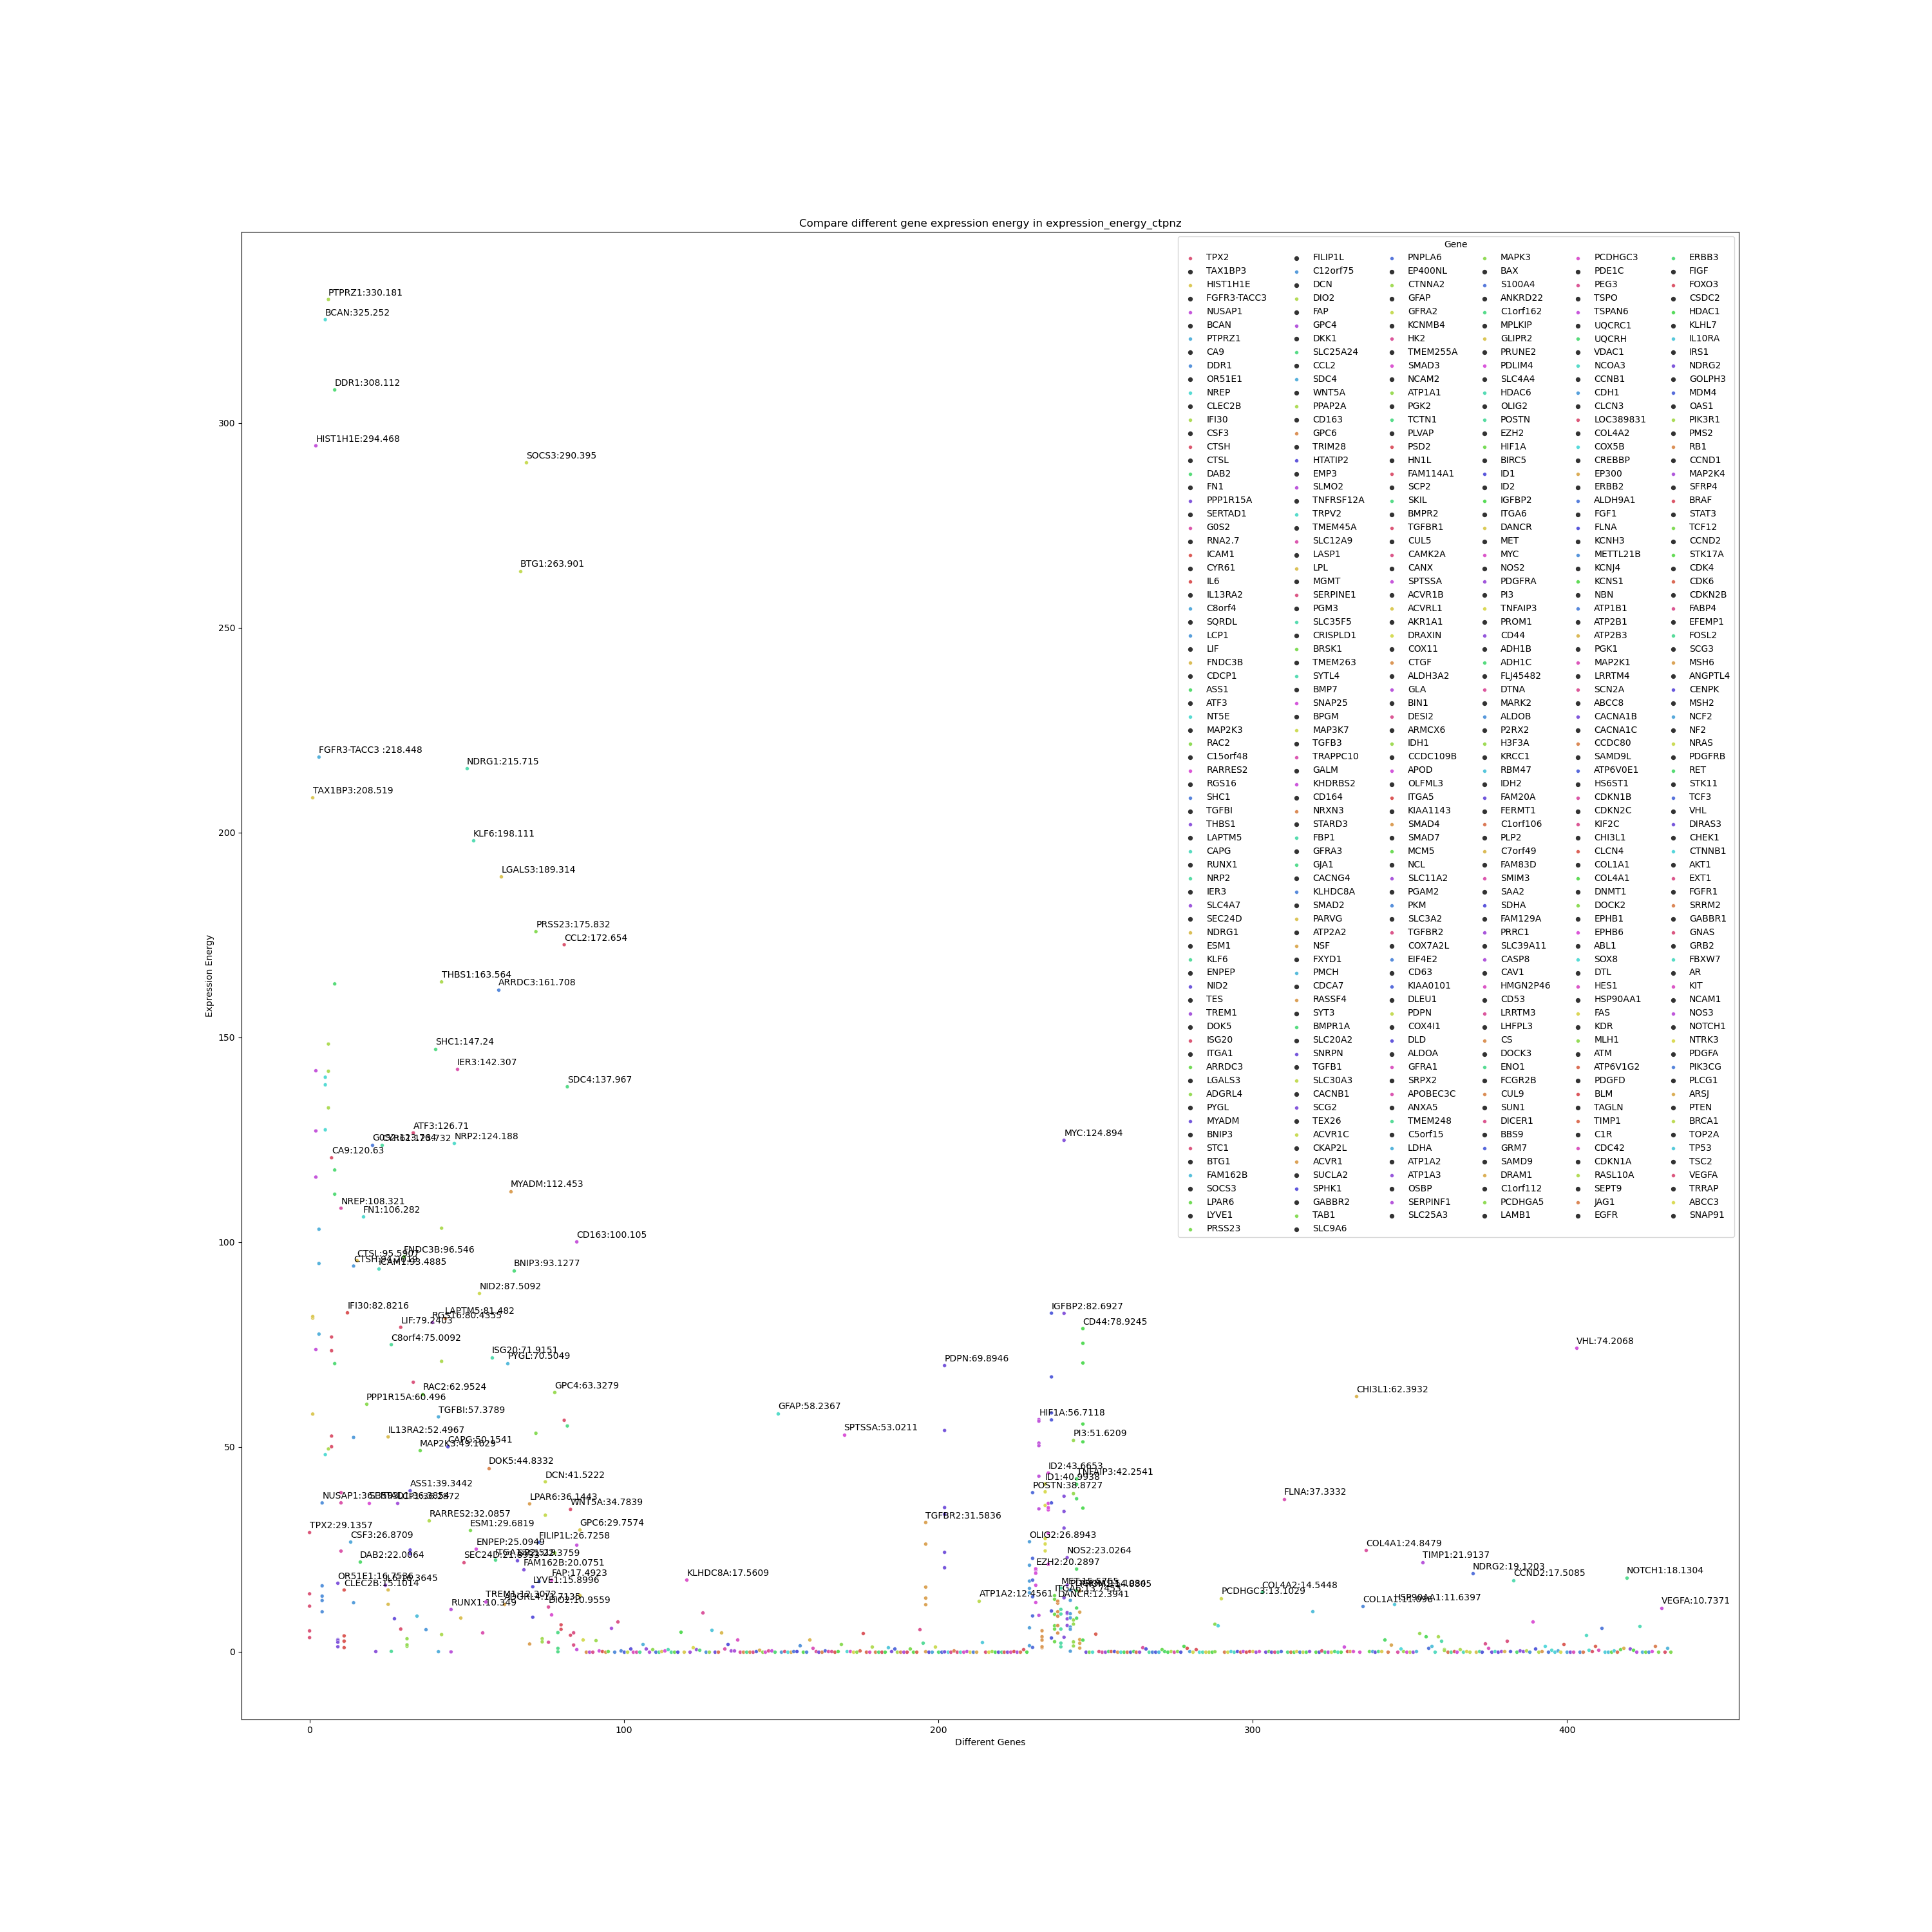 Compare different gene expression energy in expression_energy_ctpnz
Gene
TPX2 FILIP1L PNPLA6 MAPK3 PCDHGC3 ERBB3
TAX1BP3 C12orf75 EP400NL BAX PDE1C FIGF
HIST1H1E DCN CTNNA2 S100A4 PEG3 FOXO3
FGFR3-TACC3 DIO2 GFAP ANKRD22 TSPO CSDC2
NUSAP1 FAP GFRA2 C1orf162 TSPAN6 HDAC1
BCAN GPC4 KCNMB4 MPLKIP UQCRC1 KLHL7
PTPRZ1 DKK1 HK2 GLIPR2 UQCRH IL10RA
CA9 SLC25A24 TMEM255A PRUNE2 VDAC1 IRS1
DDR1 CCL2 SMAD3 PDLIM4 NCOA3 NDRG2
OR51E1 SDC4 NCAM2 SLC4A4 CCNB1 GOLPH3
NREP WNT5A ATP1A1 HDAC6 CDH1 MDM4
CLEC2B PPAP2A PGK2 OLIG2 CLCN3 OAS1
IFI30 CD163 TCTN1 POSTN LOC389831 PIK3R1
CSF3 GPC6 PLVAP EZH2 COL4A2 PMS2
CTSH TRIM28 PSD2 HIF1A COX5B RB1
CTSL HTATIP2 HN1L BIRC5 CREBBP CCND1
DAB2 EMP3 FAM114A1 ID1 EP300 MAP2K4
FN1 SLMO2 SCP2 ID2 ERBB2 SFRP4
PPP1R15A TNFRSF12A SKIL IGFBP2 ALDH9A1 BRAF
SERTAD1 TRPV2 BMPR2 ITGA6 FGF1 STAT3
G0S2 TMEM45A TGFBR1 DANCR FLNA TCF12
RNA2.7 SLC12A9 CUL5 MET KCNH3 CCND2
ICAM1 LASP1 CAMK2A MYC METTL21B STK17A
CYR61 LPL CANX NOS2 KCNJ4 CDK4
IL6 MGMT SPTSSA PDGFRA KCNS1 CDK6
IL13RA2 SERPINE1 ACVR1B PI3 NBN CDKN2B
C8orf4 PGM3 ACVRL1 TNFAIP3 ATP1B1 FABP4
SQRDL SLC35F5 AKR1A1 PROM1 ATP2B1 EFEMP1
LCP1 CRISPLD1 DRAXIN CD44 ATP2B3 FOSL2
LIF BRSK1 COX11 ADH1B PGK1 SCG3
FNDC3B TMEM263 CTGF ADH1C MAP2K1 MSH6
CDCP1 SYTL4 ALDH3A2 FLJ45482 LRRTM4 ANGPTL4
ASS1 BMP7 GLA DTNA SCN2A CENPK
ATF3 SNAP25 BIN1 MARK2 ABCC8 MSH2
NT5E BPGM DESI2 ALDOB CACNA1B NCF2
MAP2K3 MAP3K7 ARMCX6 P2RX2 CACNA1C NF2
RAC2 TGFB3 IDH1 H3F3A CCDC80 NRAS
C15orf48 TRAPPC10 CCDC109B KRCC1 SAMD9L PDGFRB
RARRES2 GALM APOD RBM47 ATP6V0E1 RET
RGS16 KHDRBS2 OLFML3 IDH2 HS6ST1 STK11
SHC1 CD164 ITGA5 FAM20A CDKN1B TCF3
TGFBI NRXN3 KIAA1143 FERMT1 CDKN2C VHL
THBS1 STARD3 SMAD4 C1orf106 KIF2C DIRAS3
LAPTM5 FBP1 SMAD7 PLP2 CHI3L1 CHEK1
CAPG GFRA3 MCM5 C7orf49 CLCN4 CTNNB1
RUNX1 GJA1 NCL FAM83D COL1A1 AKT1
NRP2 CACNG4 SLC11A2 SMIM3 COL4A1 EXT1
IER3 KLHDC8A PGAM2 SAA2 DNMT1 FGFR1
SLC4A7 SMAD2 PKM SDHA DOCK2 SRRM2
SEC24D PARVG SLC3A2 FAM129A EPHB1 GABBR1
NDRG1 ATP2A2 TGFBR2 PRRC1 EPHB6 GNAS
ESM1 NSF COX7A2L SLC39A11 ABL1 GRB2
KLF6 FXYD1 EIF4E2 CASP8 SOX8 FBXW7
ENPEP PMCH CD63 CAV1 DTL AR
NID2 CDCA7 KIAA0101 HMGN2P46 HES1 KIT
TES RASSF4 DLEU1 CD53 HSP90AA1 NCAM1
TREM1 SYT3 PDPN LRRTM3 FAS NOS3
DOK5 BMPR1A COX4I1 LHFPL3 KDR NOTCH1
ISG20 SLC20A2 DLD CS MLH1 NTRK3
ITGA1 SNRPN ALDOA DOCK3 ATM PDGFA
ARRDC3 TGFB1 GFRA1 ENO1 ATP6V1G2 PIK3CG
LGALS3 SLC30A3 SRPX2 FCGR2B PDGFD PLCG1
ADGRL4 CACNB1 APOBEC3C CUL9 BLM ARSJ
PYGL SCG2 ANXA5 SUN1 TAGLN PTEN
MYADM TEX26 TMEM248 DICER1 TIMP1 BRCA1
BNIP3 ACVR1C C5orf15 BBS9 C1R TOP2A
STC1 CKAP2L LDHA GRM7 CDC42 TP53
BTG1 ACVR1 ATP1A2 SAMD9 CDKN1A TSC2
FAM162B SUCLA2 ATP1A3 DRAM1 RASL10A VEGFA
SOCS3 SPHK1 OSBP C1orf112 SEPT9 TRRAP
LPAR6 GABBR2 SERPINF1 PCDHGA5 JAG1 ABCC3
LYVE1 TAB1 SLC25A3 LAMB1 EGFR SNAP91
PRSS23 SLC9A6
PTPRZ1:330.181
BCAN:325.252
DDR1:308.112
300
HIST1H1E:294.468
SOCS3:290.395
BTG1:263.901
250
FGFR3-TACC3 :218.448
NDRG1:215.715
TAX1BP3:208.519
200
KLF6:198.111
LGALS3:189.314
PRSS23:175.832
CCL2:172.654
THBS1:163.564
ARRDC3:161.708
150
SHC1:147.24
IER3:142.307
SDC4:137.967
ATF3:126.71
MYC:124.894
NRP2:124.188
CA9:120.63
MYADM:112.453
NREP:108.321
FN1:106.282
100
CD163:100.105
FNDC3B:96.546
BNIP3:93.1277
NID2:87.5092
IFI30:82.8216
IGFBP2:82.6927
LAPTM5:81.482
LIF:79.2403
CD44:78.9245
C8orf4:75.0092
VHL:74.2068
ISG20:71.9151
PYGL:70.5049
PDPN:69.8946
GPC4:63.3279
RAC2:62.9524
CHI3L1:62.3932
PPP1R15A:60.496
GFAP:58.2367
TGFBI:57.3789
HIF1A:56.7118
SPTSSA:53.0211
IL13RA2:52.4967
PI3:51.6209
CAPG:50.1541
50
DOK5:44.8332
ID2:43.6653
TNFAIP3:42.2541
DCN:41.5222
ASS1:39.3442
POSTN:38.8727
FLNA:37.3332
LPAR6:36.1443
WNT5A:34.7839
RARRES2:32.0857
TGFBR2:31.5836
GPC6:29.7574
ESM1:29.6819
TPX2:29.1357
OLIG2:26.8943
CSF3:26.8709
FILIP1L:26.7258
ENPEP:25.0949
COL4A1:24.8479
NOS2:23.0264
DAB2:22.0064
TIMP1:21.9137
EZH2:20.2897
FAM162B:20.0751
NDRG2:19.1203
NOTCH1:18.1304
KLHDC8A:17.5609
CCND2:17.5085
FAP:17.4923
LYVE1:15.8996
CLEC2B:15.1014
COL4A2:14.5448
PCDHGC3:13.1029
ATP1A2:12.4561
DANCR:12.3941
HSP90AA1:11.6397
VEGFA:10.7371
DIO2:10.9559
RUNX1:10.349
0
0 100 200 300 400
Different Genes
Expression Energy